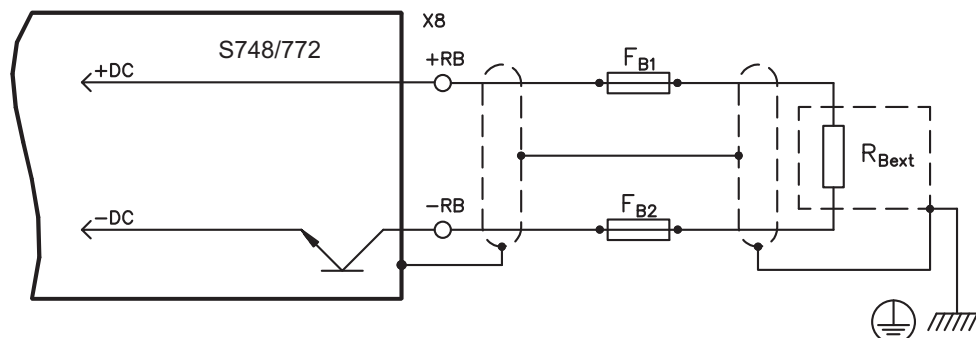 X8
S748/772
+DC
+RB
FB1
RBext
-DC
-RB
FB2